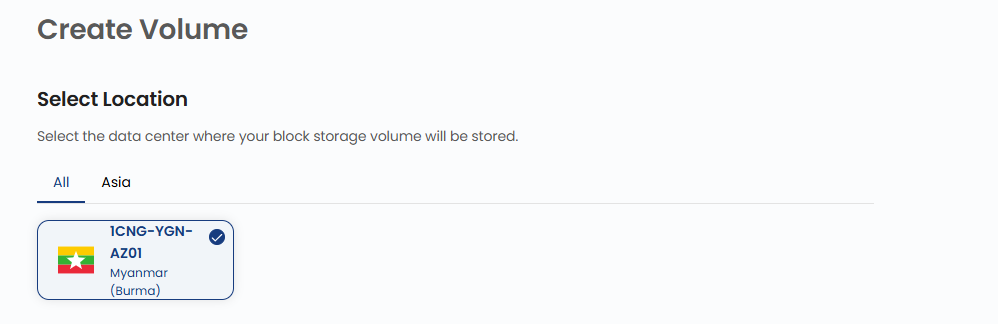 Create Volume
Select Location
Select the data center where your block storage volume will be stored.
All
Asia
1CNG-YGN-
AZ01
Myanmar
(Burma)